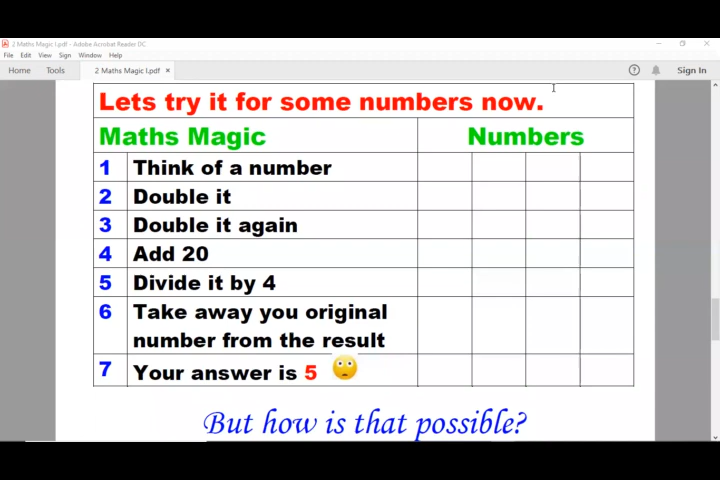 2 Maths Magic I.pdf - Adobe Acrobat Reader DC
File Edit View Sign Window Help
Home Tools 2 Maths Magic I.pdf × Sign In
Lets try it for some numbers now.
Maths Magic Numbers
1 Think of a number
2 Double it
3 Double it again
4 Add 20
5 Divide it by 4
6 Take away you original
number from the result
7 Your answer is 5
But how is that possible?